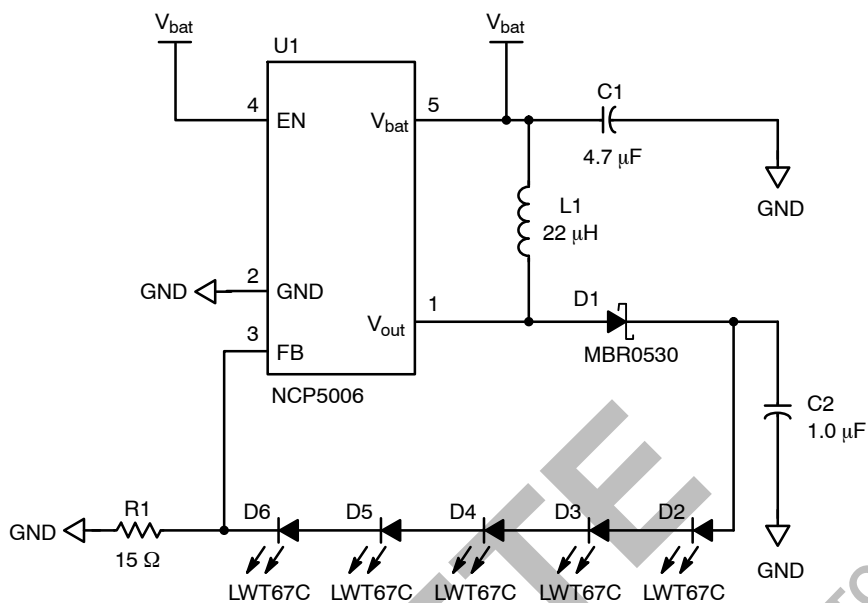 Vbat
U1
Vbat
4
EN
Vbat
5
C1
4.7 µF
GND
L1
22 µH
GND
2
GND
1
Vout
D1
MBR0530
3
FB
NCP5006
C2
1.0 µF
GND
R1
15 Ω
D6
D5
D4
D3
D2
LWT67C
LWT67C
LWT67C
LWT67C
LWT67C
GND